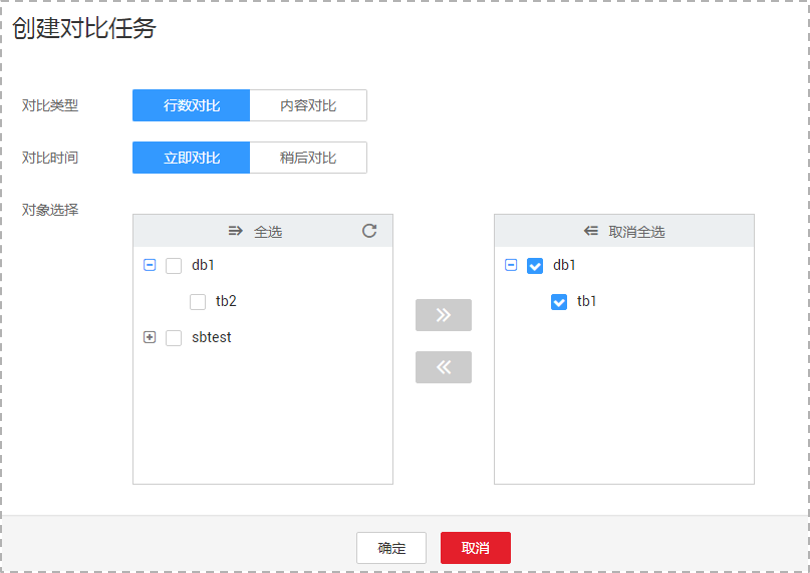 创建对比任务
对比类型 行数对比 内容对比
对比时间 立即对比 稍后对比
对象选择
全选
db1
tb2
sbtest
取消全选
db1
tb1
确定 取消